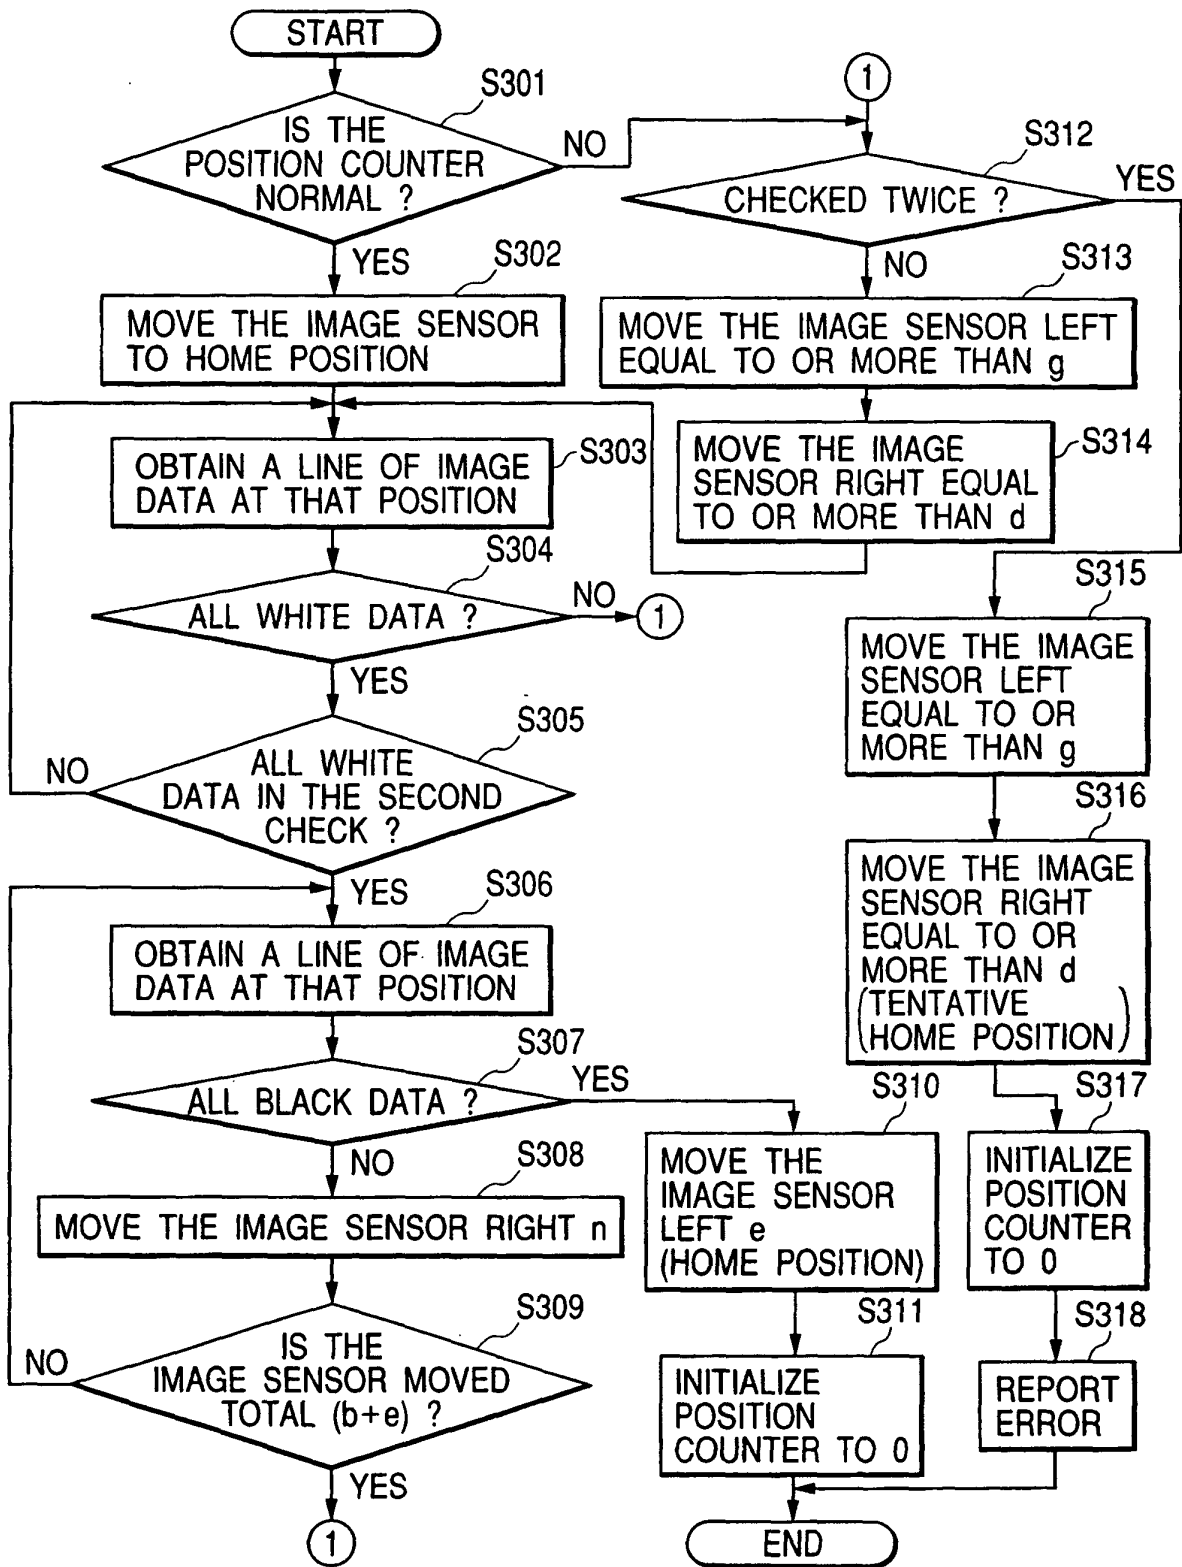 START
S301
IS THE
POSITION COUNTER
NORMAL ?
NO
YES
S302
MOVE THE IMAGE SENSOR
TO HOME POSITION
S303
OBTAIN A LINE OF IMAGE
DATA AT THAT POSITION
S304
ALL WHITE DATA ?
NO
1
YES
S305
ALL WHITE
DATA IN THE SECOND
CHECK ?
NO
YES
S306
OBTAIN A LINE OF IMAGE
DATA AT THAT POSITION
S307
ALL BLACK DATA ?
YES
NO
S308
MOVE THE IMAGE SENSOR RIGHT n
S309
IS THE
IMAGE SENSOR MOVED
TOTAL (b+e) ?
NO
YES
1
1
S312
CHECKED TWICE ?
YES
NO
S313
MOVE THE IMAGE SENSOR LEFT
EQUAL TO OR MORE THAN g
S314
MOVE THE IMAGE
SENSOR RIGHT EQUAL
TO OR MORE THAN d
S315
MOVE THE IMAGE
SENSOR LEFT
EQUAL TO OR
MORE THAN g
S316
MOVE THE IMAGE
SENSOR RIGHT
EQUAL TO OR
MORE THAN d
(TENTATIVE
HOME POSITION)
S310
MOVE THE
IMAGE SENSOR
LEFT e
(HOME POSITION)
S311
INITIALIZE
POSITION
COUNTER TO 0
S317
INITIALIZE
POSITION
COUNTER
TO 0
S318
REPORT
ERROR
END